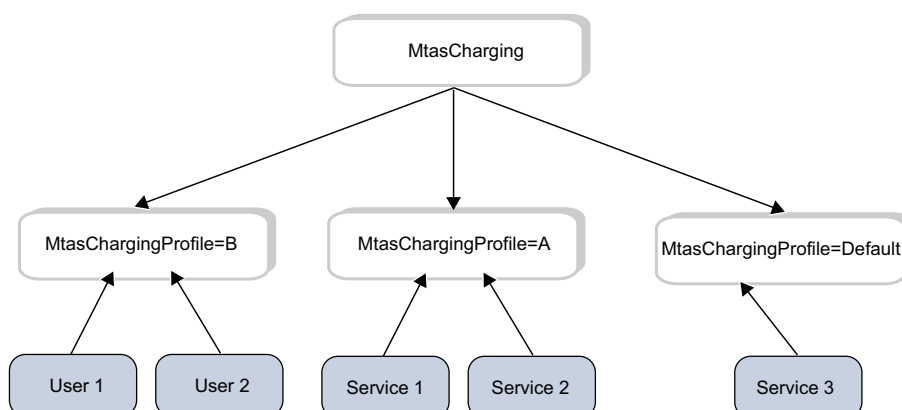 MtasCharging
MtasChargingProfile=B
MtasChargingProfile=A
MtasChargingProfile=Default
User 1
User 2
Service 1
Service 2
Service 3